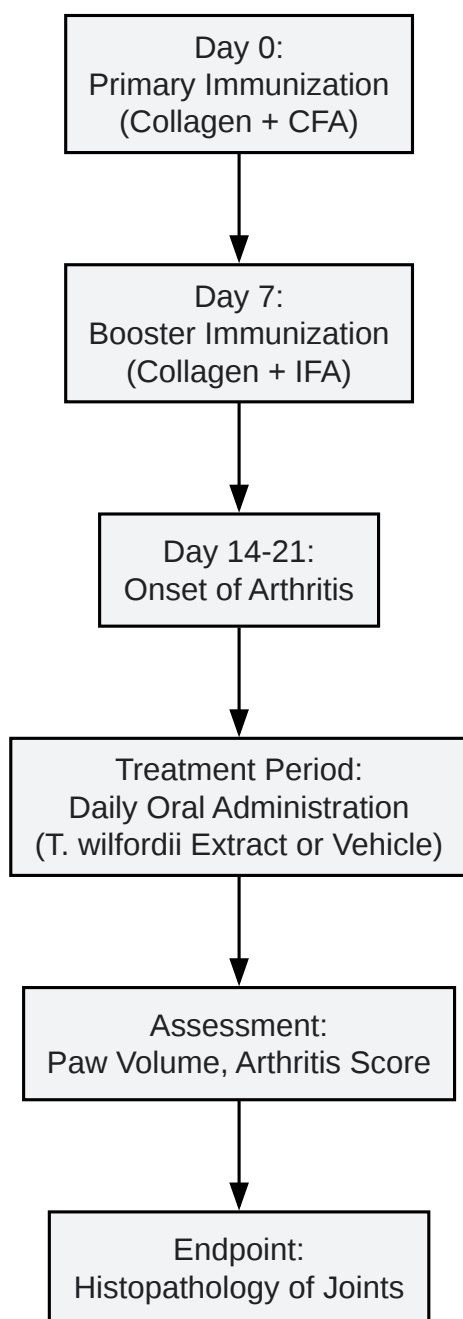 Day 0:
Primary Immunization
(Collagen + CFA)
Day 7:
Booster Immunization
(Collagen + IFA)
Day 14-21:
Onset of Arthritis
Treatment Period:
Daily Oral Administration
(T. wilfordii Extract or Vehicle)
Assessment:
Paw Volume, Arthritis Score
Endpoint:
Histopathology of Joints